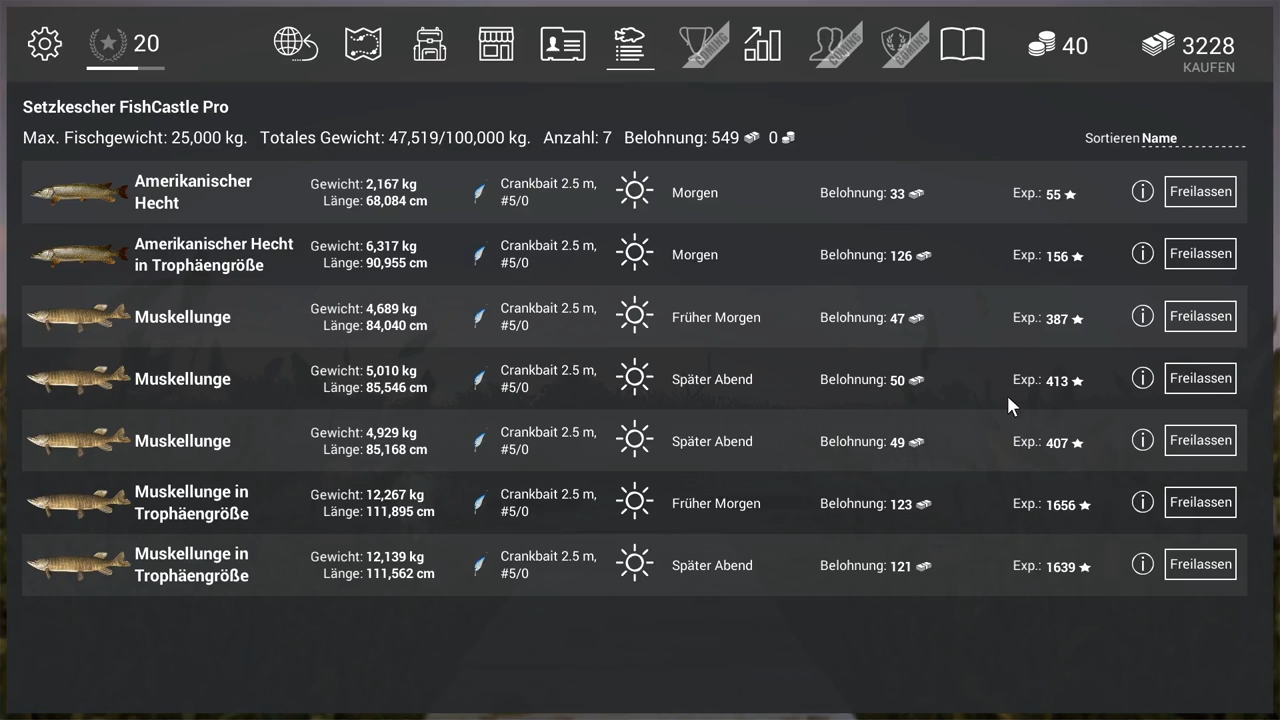 20
COMING
COMING
COMING
40
3228
KAUFEN
Setzkescher FishCastle Pro
Max. Fischgewicht: 25,000 kg. Totales Gewicht: 47,519/100,000 kg. Anzahl: 7 Belohnung: 549 0
Sortieren Name
Amerikanischer Hecht
Gewicht: 2,167 kg
Länge: 68,084 cm
Crankbait 2.5 m,
#5/0
Morgen
Belohnung: 33
Exp.: 55
Freilassen
Amerikanischer Hecht
in Trophäengröße
Gewicht: 6,317 kg
Länge: 90,955 cm
Crankbait 2.5 m,
#5/0
Morgen
Belohnung: 126
Exp.: 156
Freilassen
Muskellunge
Gewicht: 4,689 kg
Länge: 84,040 cm
Crankbait 2.5 m,
#5/0
Früher Morgen
Belohnung: 47
Exp.: 387
Freilassen
Muskellunge
Gewicht: 5,010 kg
Länge: 85,546 cm
Crankbait 2.5 m,
#5/0
Später Abend
Belohnung: 50
Exp.: 413
Freilassen
Muskellunge
Gewicht: 4,929 kg
Länge: 85,168 cm
Crankbait 2.5 m,
#5/0
Später Abend
Belohnung: 49
Exp.: 407
Freilassen
Muskellunge in
Trophäengröße
Gewicht: 12,267 kg
Länge: 111,895 cm
Crankbait 2.5 m,
#5/0
Früher Morgen
Belohnung: 123
Exp.: 1656
Freilassen
Muskellunge in
Trophäengröße
Gewicht: 12,139 kg
Länge: 111,562 cm
Crankbait 2.5 m,
#5/0
Später Abend
Belohnung: 121
Exp.: 1639
Freilassen